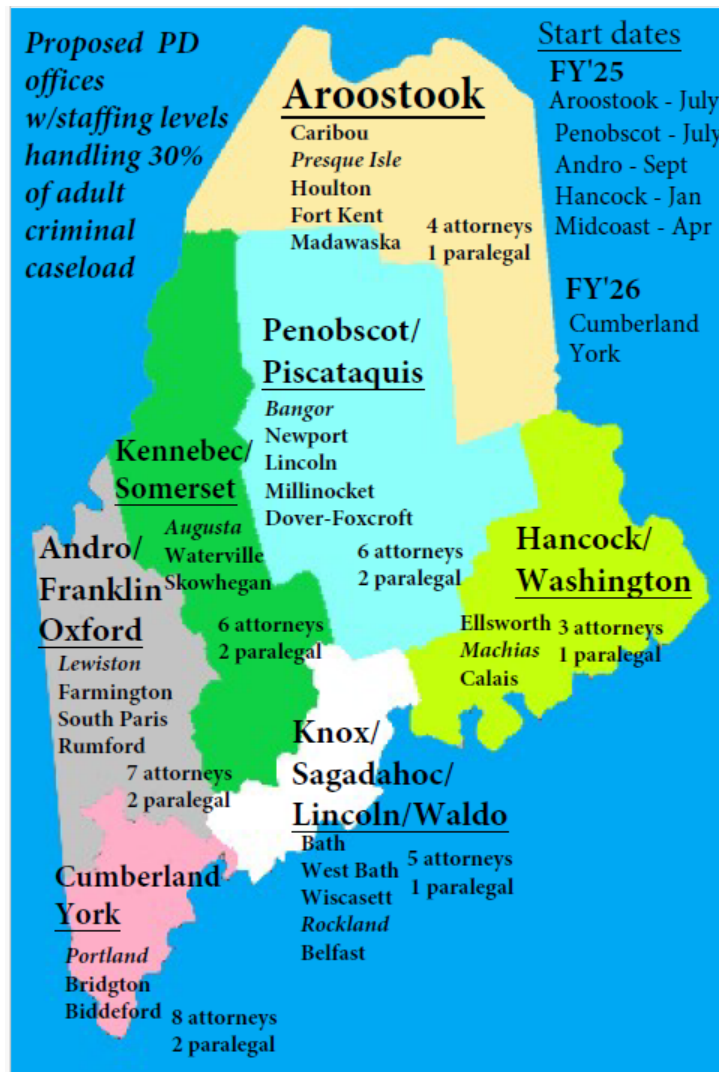 Proposed PD
offices
w/staffing levels
handling 30%
of adult
criminal
caseload
Start dates
FY'25
Aroostook - July
Penobscot - July
Andro - Sept
Hancock - Jan
Midcoast - Apr
FY'26
Cumberland
York
Aroostook
Caribou
Presque Isle
Houlton
Fort Kent
Madawaska
4 attorneys
1 paralegal
Penobscot/
Piscataquis
Bangor
Newport
Lincoln
Millinocket
Dover-Foxcroft
6 attorneys
2 paralegal
Kennebec/
Somerset
Augusta
Waterville
Skowhegan
6 attorneys
2 paralegal
Hancock/
Washington
Ellsworth
Machias
Calais
3 attorneys
1 paralegal
Andro/
Franklin
Oxford
Lewiston
Farmington
South Paris
Rumford
7 attorneys
2 paralegal
Knox/
Sagadahoc/
Lincoln/Waldo
Bath
West Bath
Wiscasett
Rockland
Belfast
5 attorneys
1 paralegal
Cumberland
York
Portland
Bridgton
Biddeford
8 attorneys
2 paralegal